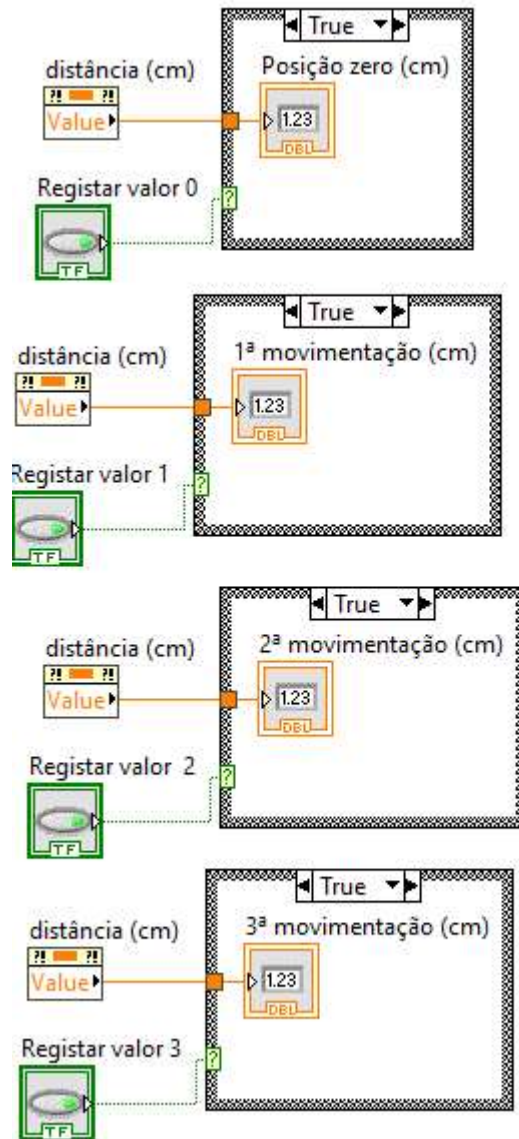 True
distância (cm)
Posição zero (cm)
?! ?!
Value
1.23
DBL
Registar valor 0
?
TF
True
distância (cm)
1ª movimentação (cm)
?! ?!
Value
1.23
DBL
Registar valor 1
?
TF
True
distância (cm)
2ª movimentação (cm)
?! ?!
Value
1.23
DBL
Registar valor 2
?
TF
True
distância (cm)
3ª movimentação (cm)
?! ?!
Value
1.23
DBL
Registar valor 3
?
TF